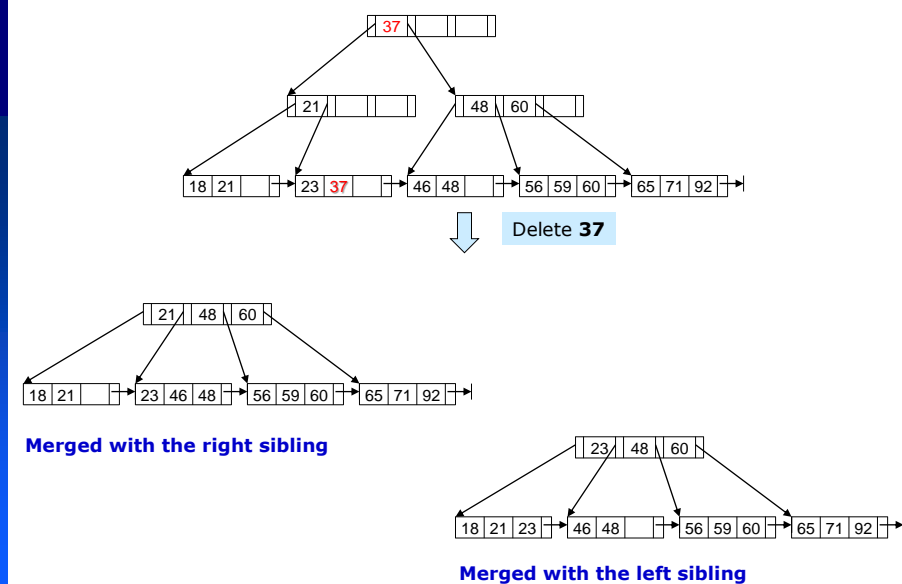 37
21
48 60
18 21 23 37 46 48 56 59 60 65 71 92
Delete 37
21 48 60
18 21 23 46 48 56 59 60 65 71 92
Merged with the right sibling
23 48 60
18 21 23 46 48 56 59 60 65 71 92
Merged with the left sibling